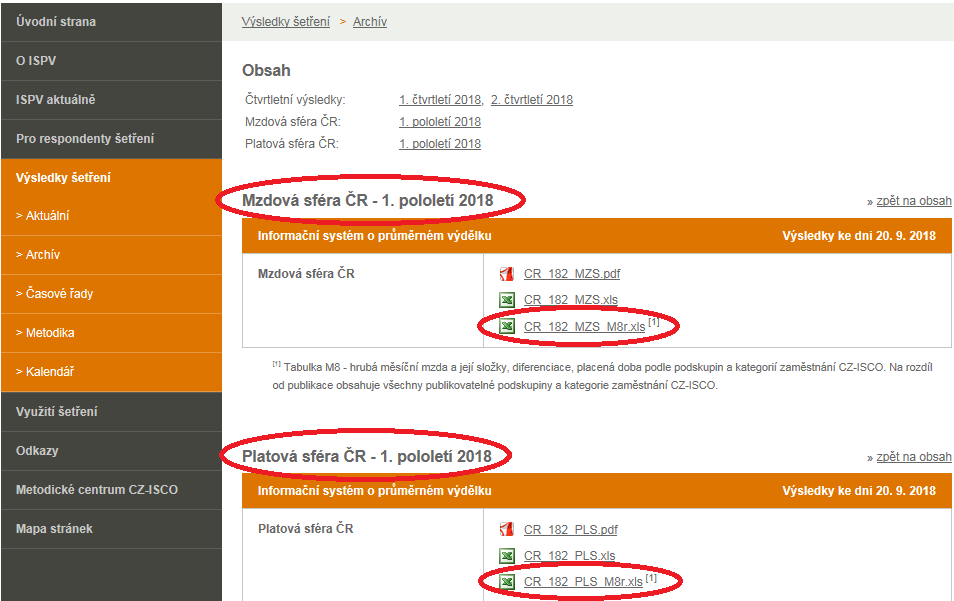 Úvodní strana
O ISPV
ISPV aktuálně
Pro respondenty šetření
Výsledky šetření
> Aktuální
> Archív
> Časové řady
> Metodika
> Kalendář
Využití šetření
Odkazy
Metodické centrum CZ-ISCO
Mapa stránek
Výsledky šetření > Archív
Obsah
Čtvrtletní výsledky: 1. čtvrtletí 2018, 2. čtvrtletí 2018
Mzdová sféra ČR: 1. pololetí 2018
Platová sféra ČR: 1. pololetí 2018
Mzdová sféra ČR - 1. pololetí 2018 » zpět na obsah
Informační systém o průměrném výdělku Výsledky ke dni 20. 9. 2018
Mzdová sféra ČR CR_182_MZS.pdf
CR_182_MZS.xls
CR_182_MZS_M8r.xls [1]
[1] Tabulka M8 - hrubá měsíční mzda a její složky, diferenciace, placená doba podle podskupin a kategorií zaměstnání CZ-ISCO. Na rozdíl
od publikace obsahuje všechny publikovatelné podskupiny a kategorie zaměstnání CZ-ISCO.
Platová sféra ČR - 1. pololetí 2018 » zpět na obsah
Informační systém o průměrném výdělku Výsledky ke dni 20. 9. 2018
Platová sféra ČR CR_182_PLS.pdf
CR_182_PLS.xls
CR_182_PLS_M8r.xls [1]